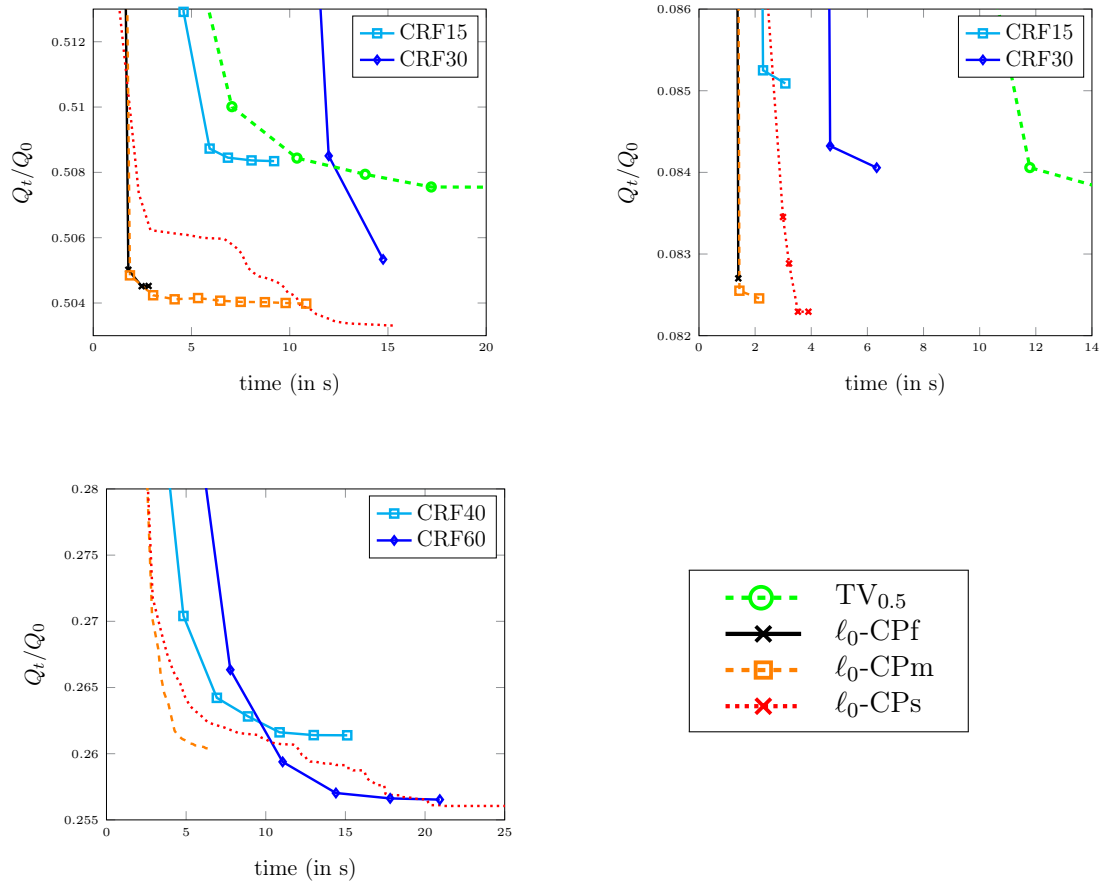 0.512
0.51
0.508
0.506
0.504
Q_t/Q_0
0 5 10 15 20
time (in s)
CRF15
CRF30
0.086
0.085
0.084
0.083
0.082
Q_t/Q_0
0 2 4 6 8 10 12 14
time (in s)
CRF15
CRF30
0.28
0.275
0.27
0.265
0.26
0.255
Q_t/Q_0
0 5 10 15 20 25
time (in s)
CRF40
CRF60
TV_{0.5}
ℓ_0-CPf
ℓ_0-CPm
ℓ_0-CPs